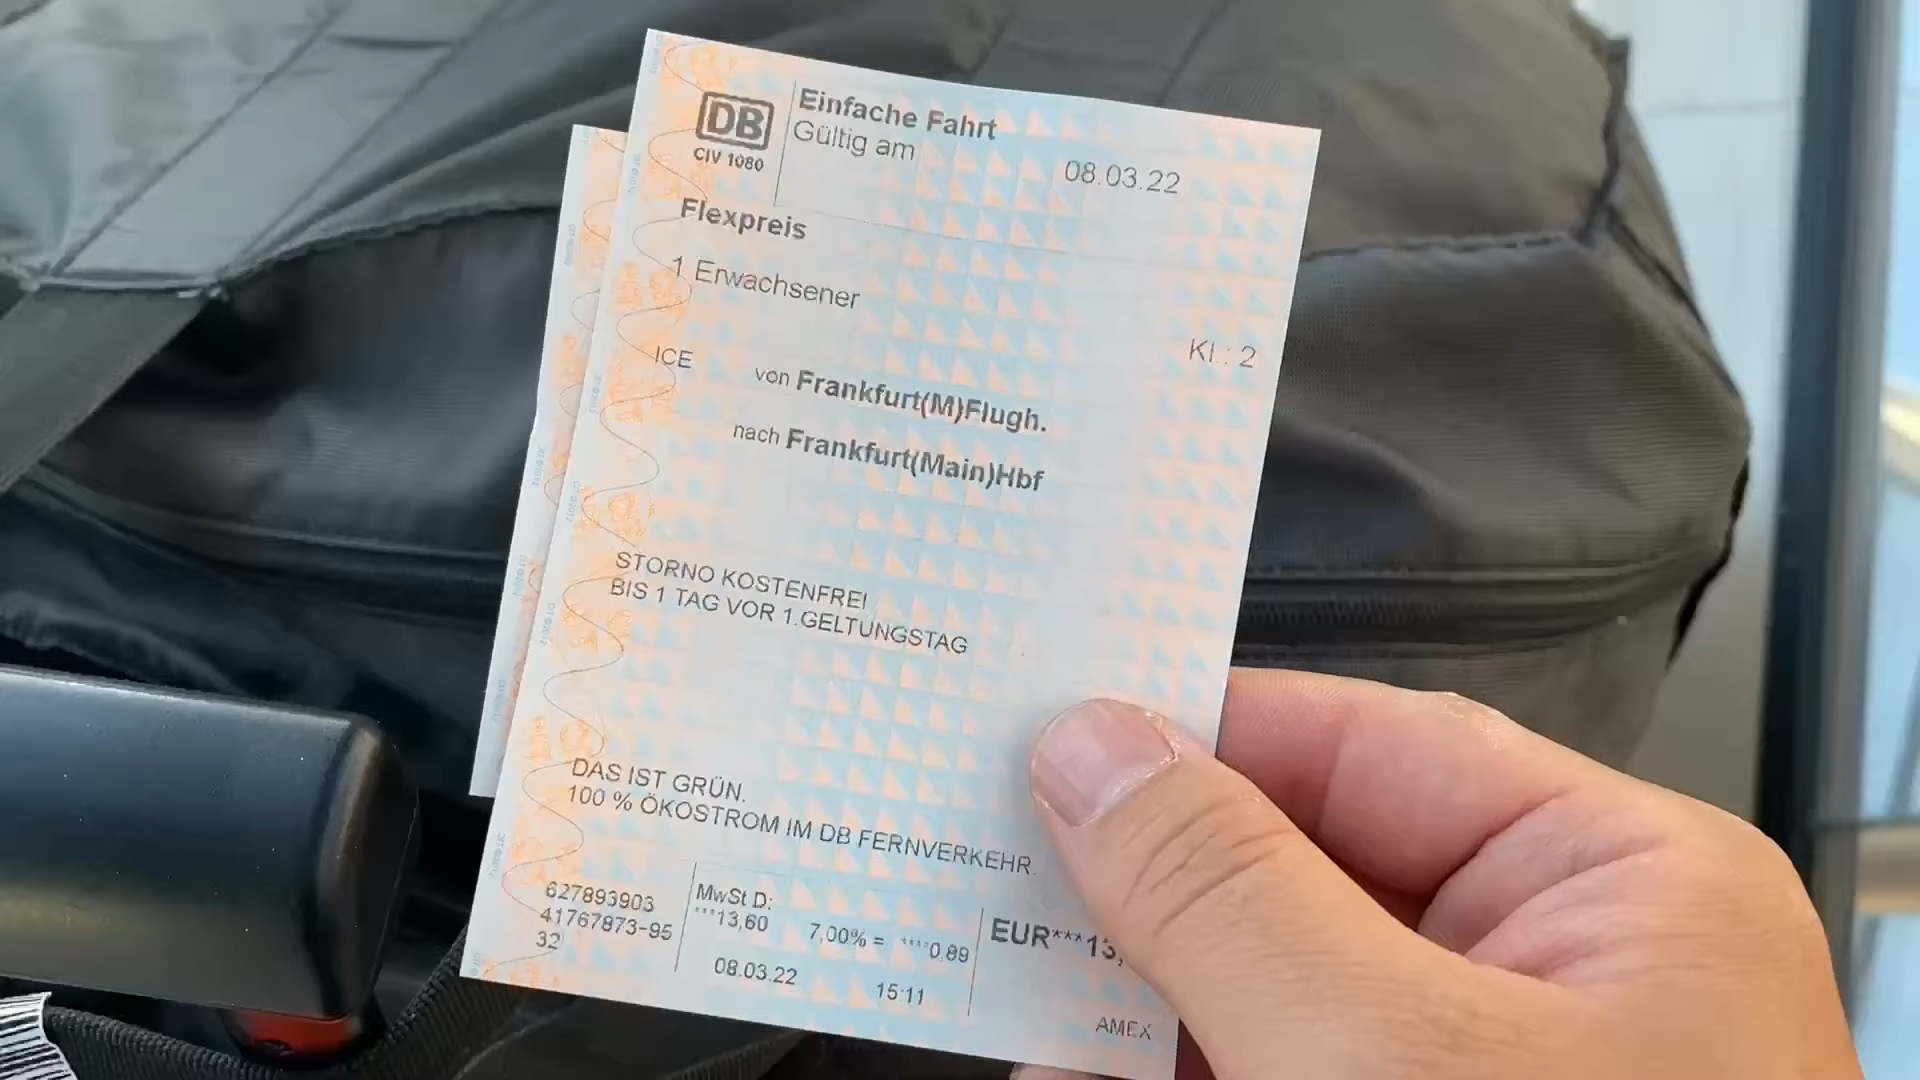 DB
CIV 1080
Einfache Fahrt
Gültig am
08.03.22
Flexpreis
1 Erwachsener
Kl.: 2
ICE
von Frankfurt(M)Flugh.
nach Frankfurt(Main)Hbf
STORNO KOSTENFREI
BIS 1 TAG VOR 1.GELTUNGSTAG
DAS IST GRÜN.
100 % ÖKOSTROM IM DB FERNVERKEHR.
627893903
41767873-95
32
MwSt D:
***13,60 7,00% = ****0,89
08.03.22 15:11
EUR***13,
AMEX